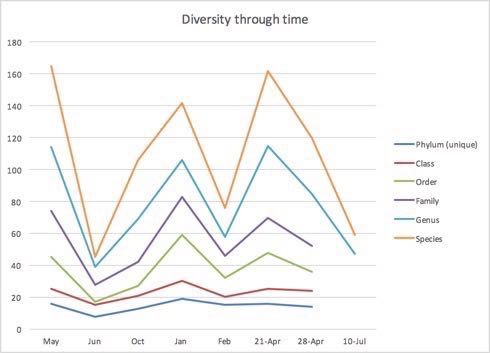 Diversity through time
180
160
140
120
100
80
60
40
20
0
May Jun Oct Jan Feb 21-Apr 28-Apr 10-Jul
Phylum (unique)
Class
Order
Family
Genus
Species